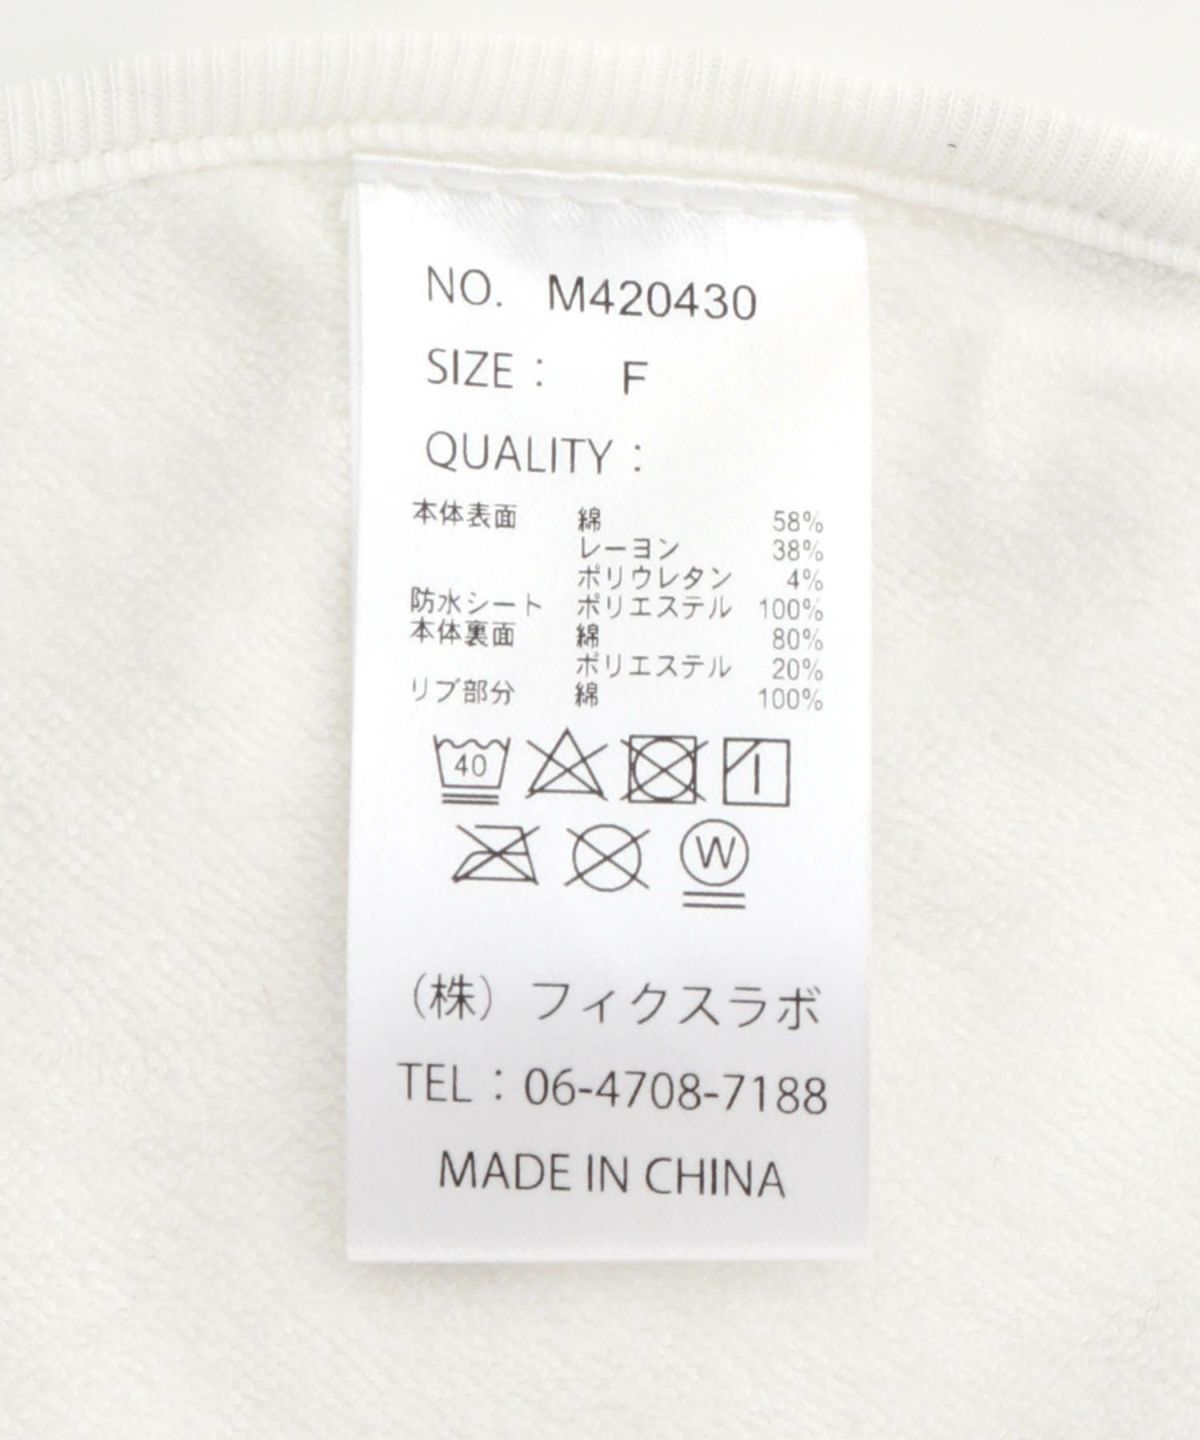 NO. M420430
SIZE : F
QUALITY :
本体表面 綿 58%
レーヨン 38%
ポリウレタン 4%
防水シート ポリエステル 100%
本体裏面 綿 80%
ポリエステル 20%
リブ部分 綿 100%
40
W
(株) フィクスラボ
TEL : 06-4708-7188
MADE IN CHINA